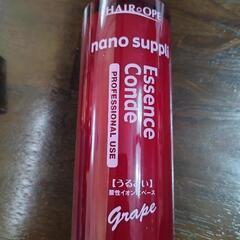 HAIR OPE
nano suppli
Essence
Conde
PROFESSIONAL USE
【うるおい】
酸性イオン水ベース
Grape